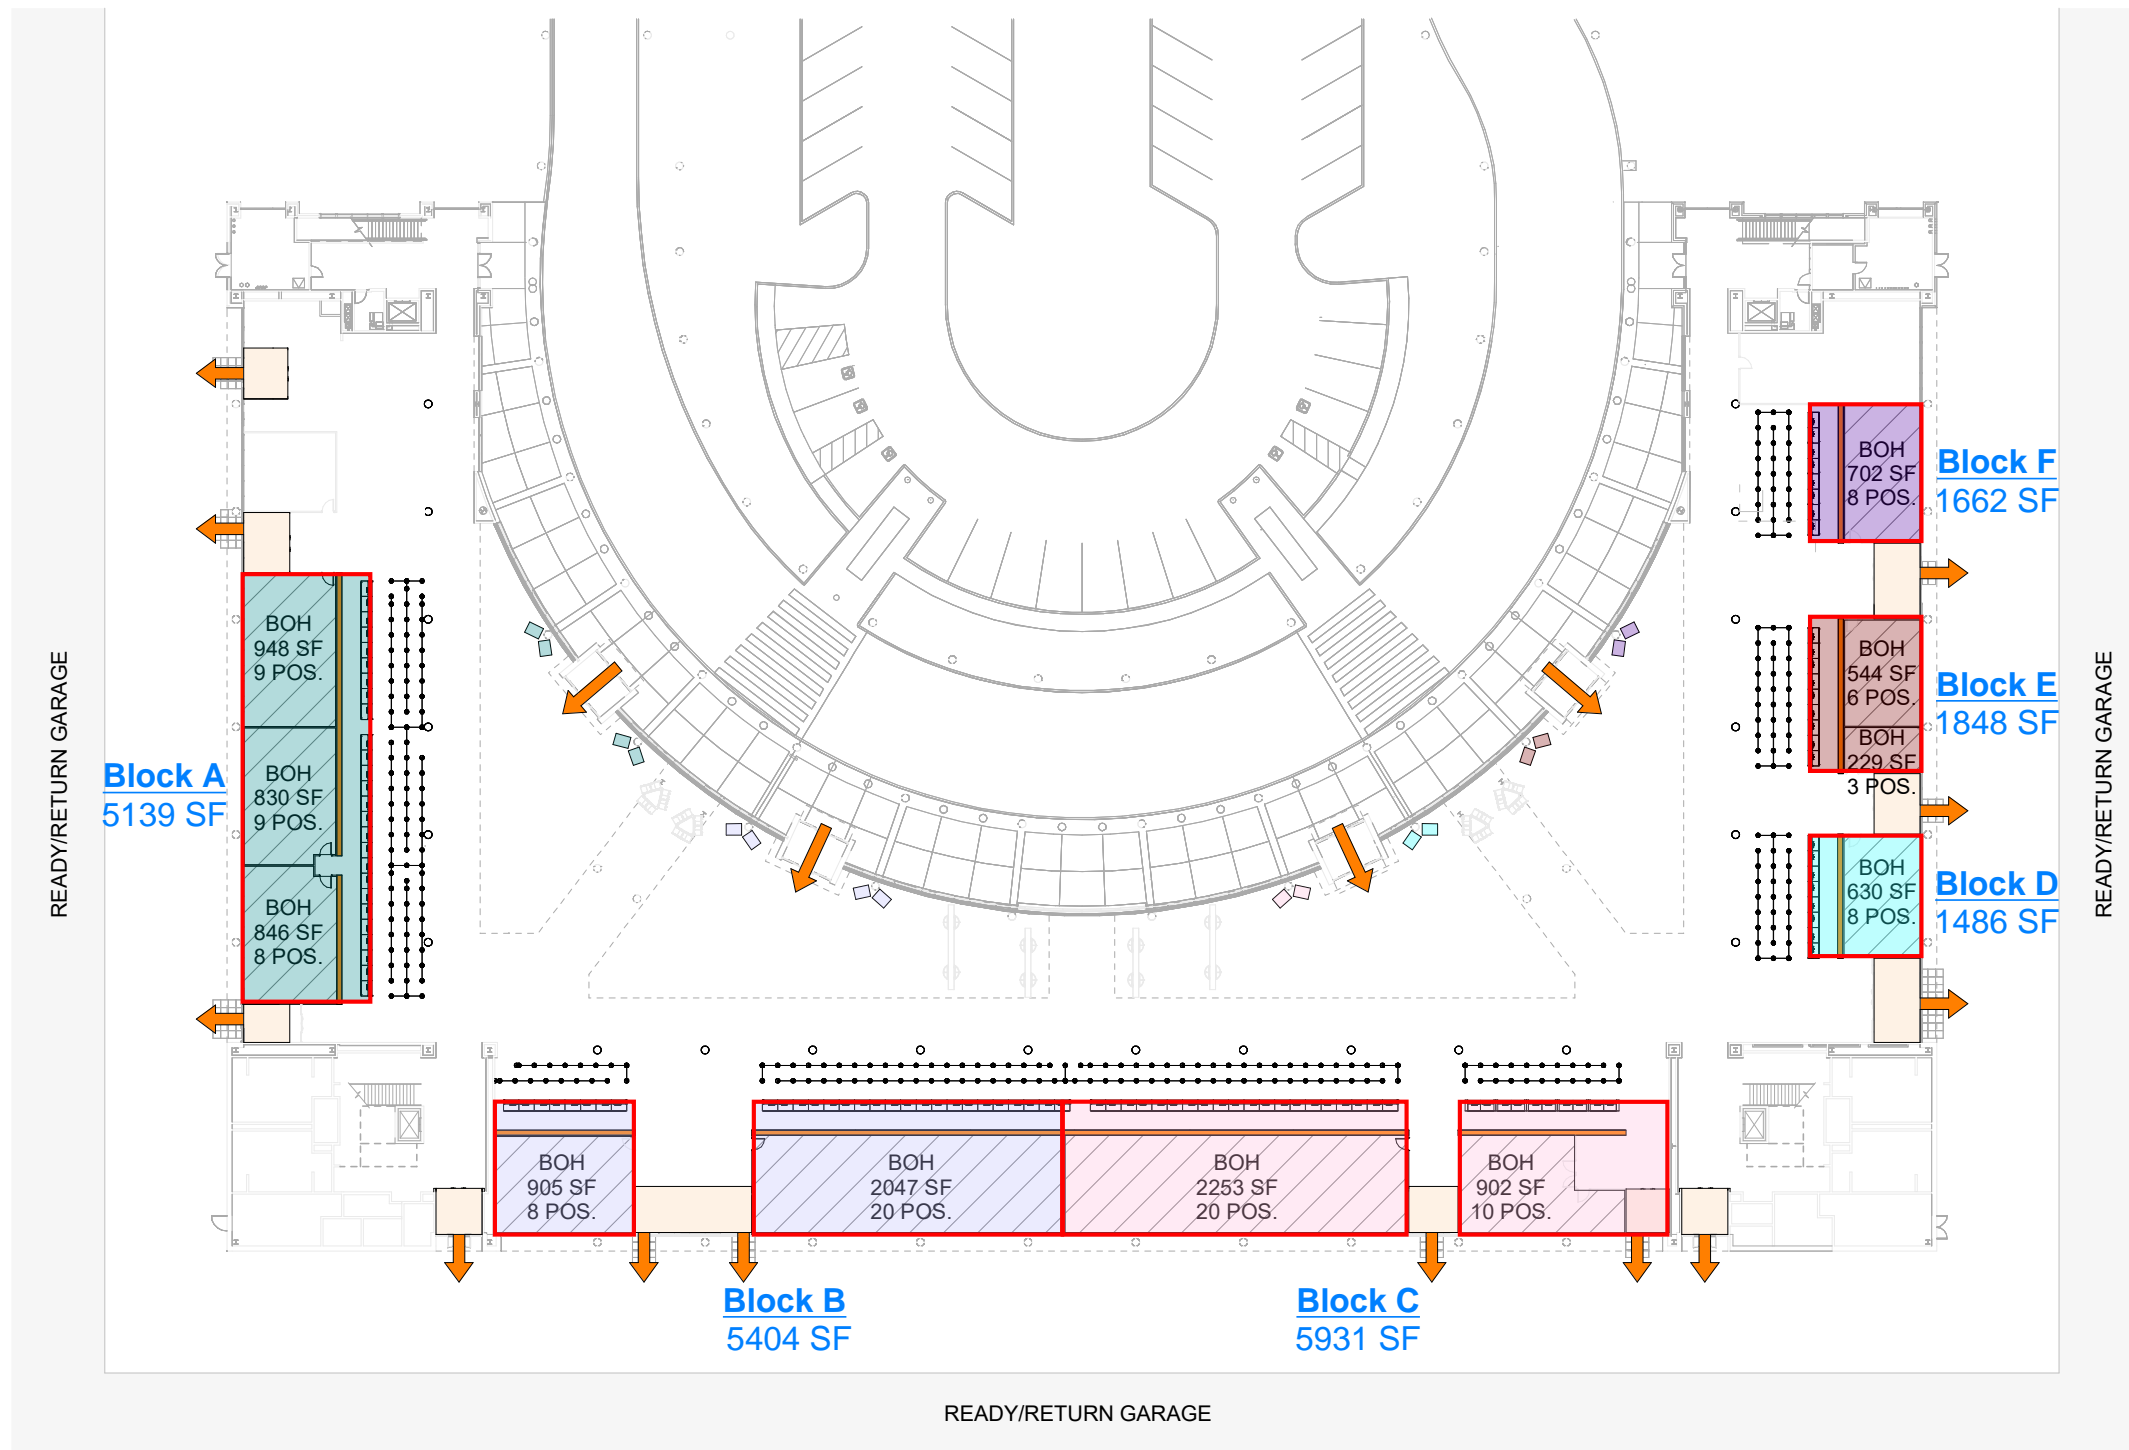 BOH
702 SF
8 POS.
Block F
1662 SF
BOH
948 SF
9 POS.
BOH
830 SF
9 POS.
BOH
846 SF
8 POS.
Block A
5139 SF
READY/RETURN GARAGE
BOH
544 SF
6 POS.
BOH
229 SF
3 POS.
Block E
1848 SF
READY/RETURN GARAGE
BOH
630 SF
8 POS.
Block D
1486 SF
BOH
905 SF
8 POS.
BOH
2047 SF
20 POS.
BOH
2253 SF
20 POS.
BOH
902 SF
10 POS.
Block B
5404 SF
Block C
5931 SF
READY/RETURN GARAGE